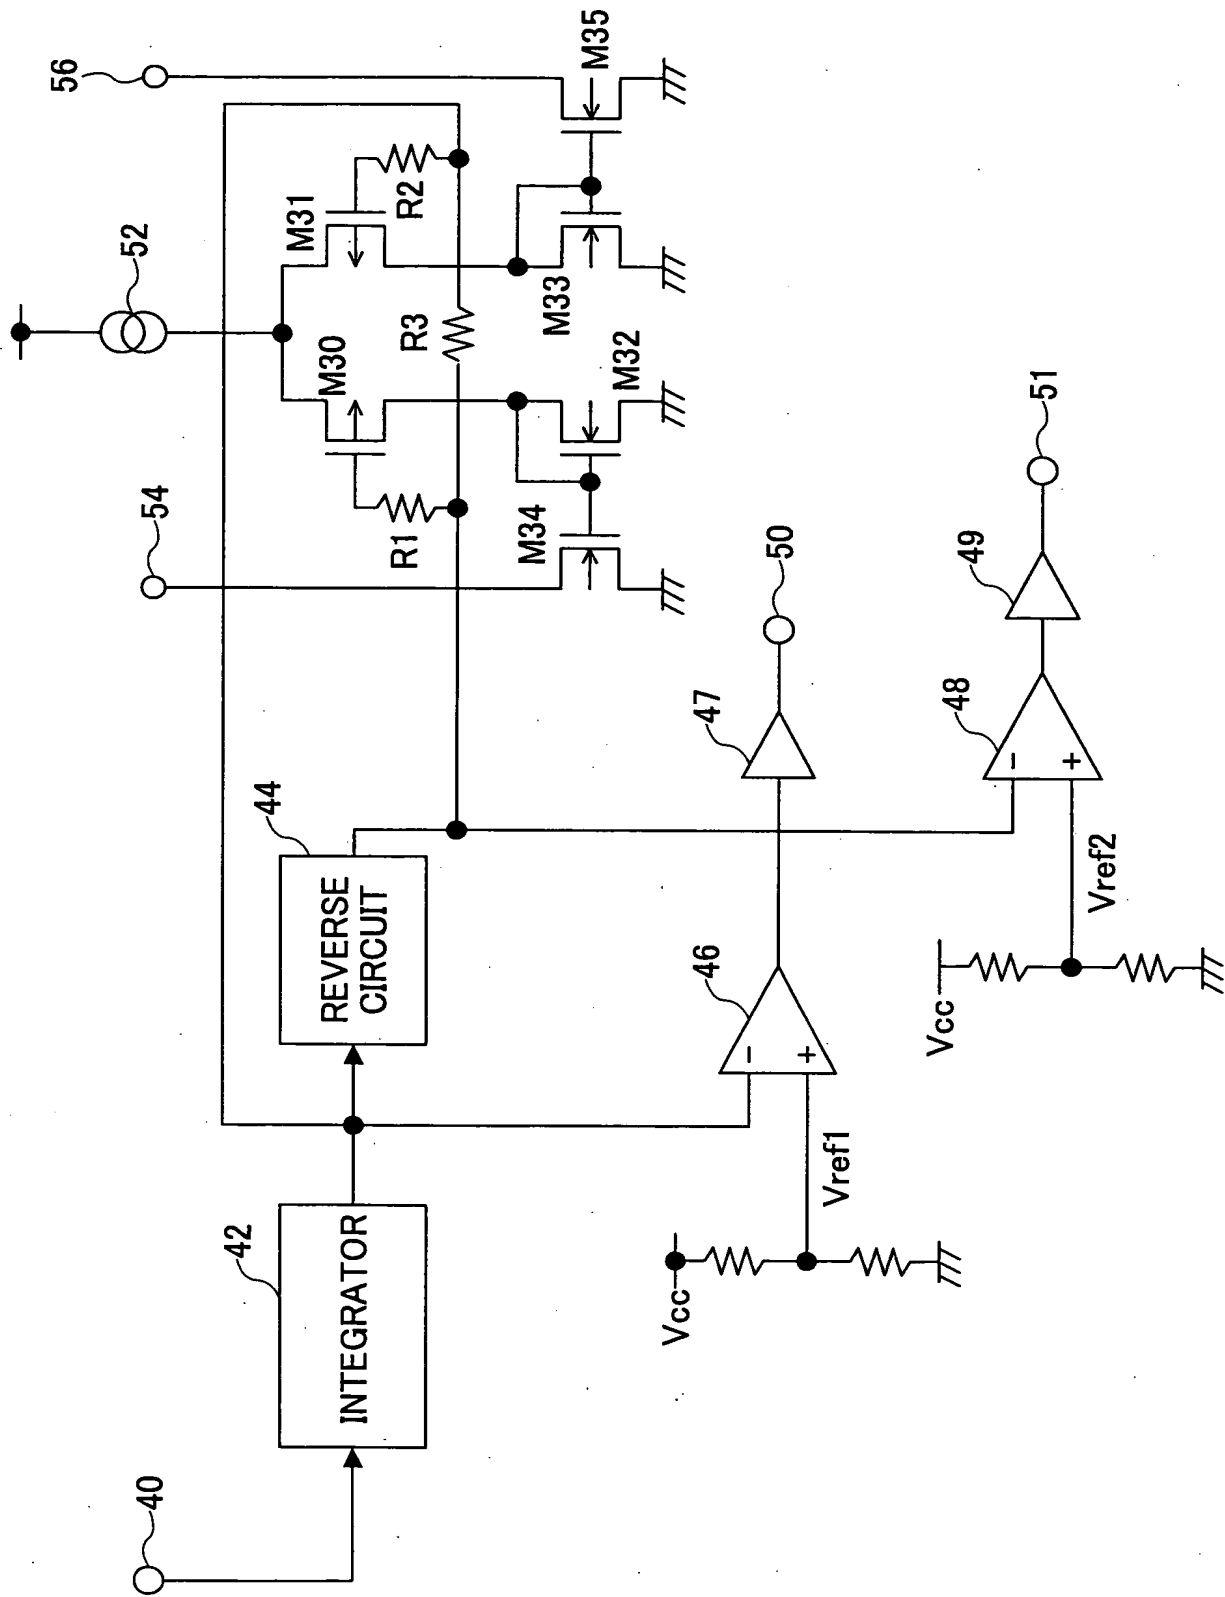 40
42
INTEGRATOR
44
REVERSE
CIRCUIT
54
52
56
M30
M31
R1
R2
R3
M34
M32
M33
M35
46
-
+
Vcc
Vref1
47
50
48
-
+
Vcc
Vref2
49
51